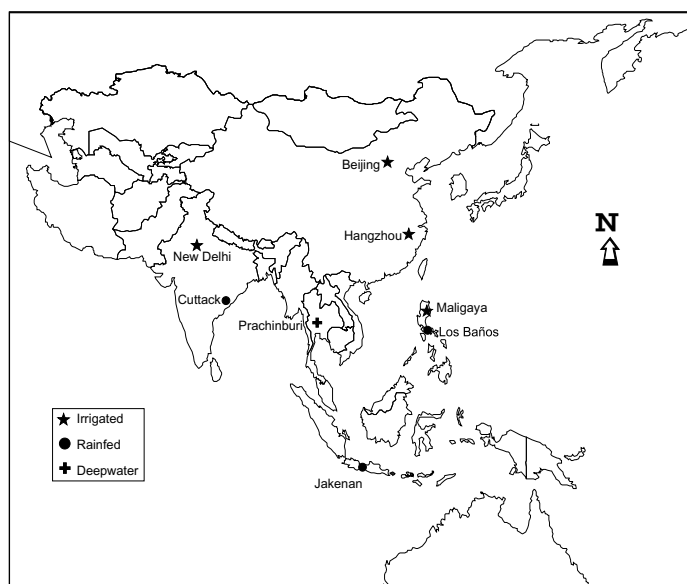 Beijing
N
Hangzhou
New Delhi
Cuttack
Maligaya
Prachinburi
Los Baños
Irrigated
Rainfed
Deepwater
Jakenan